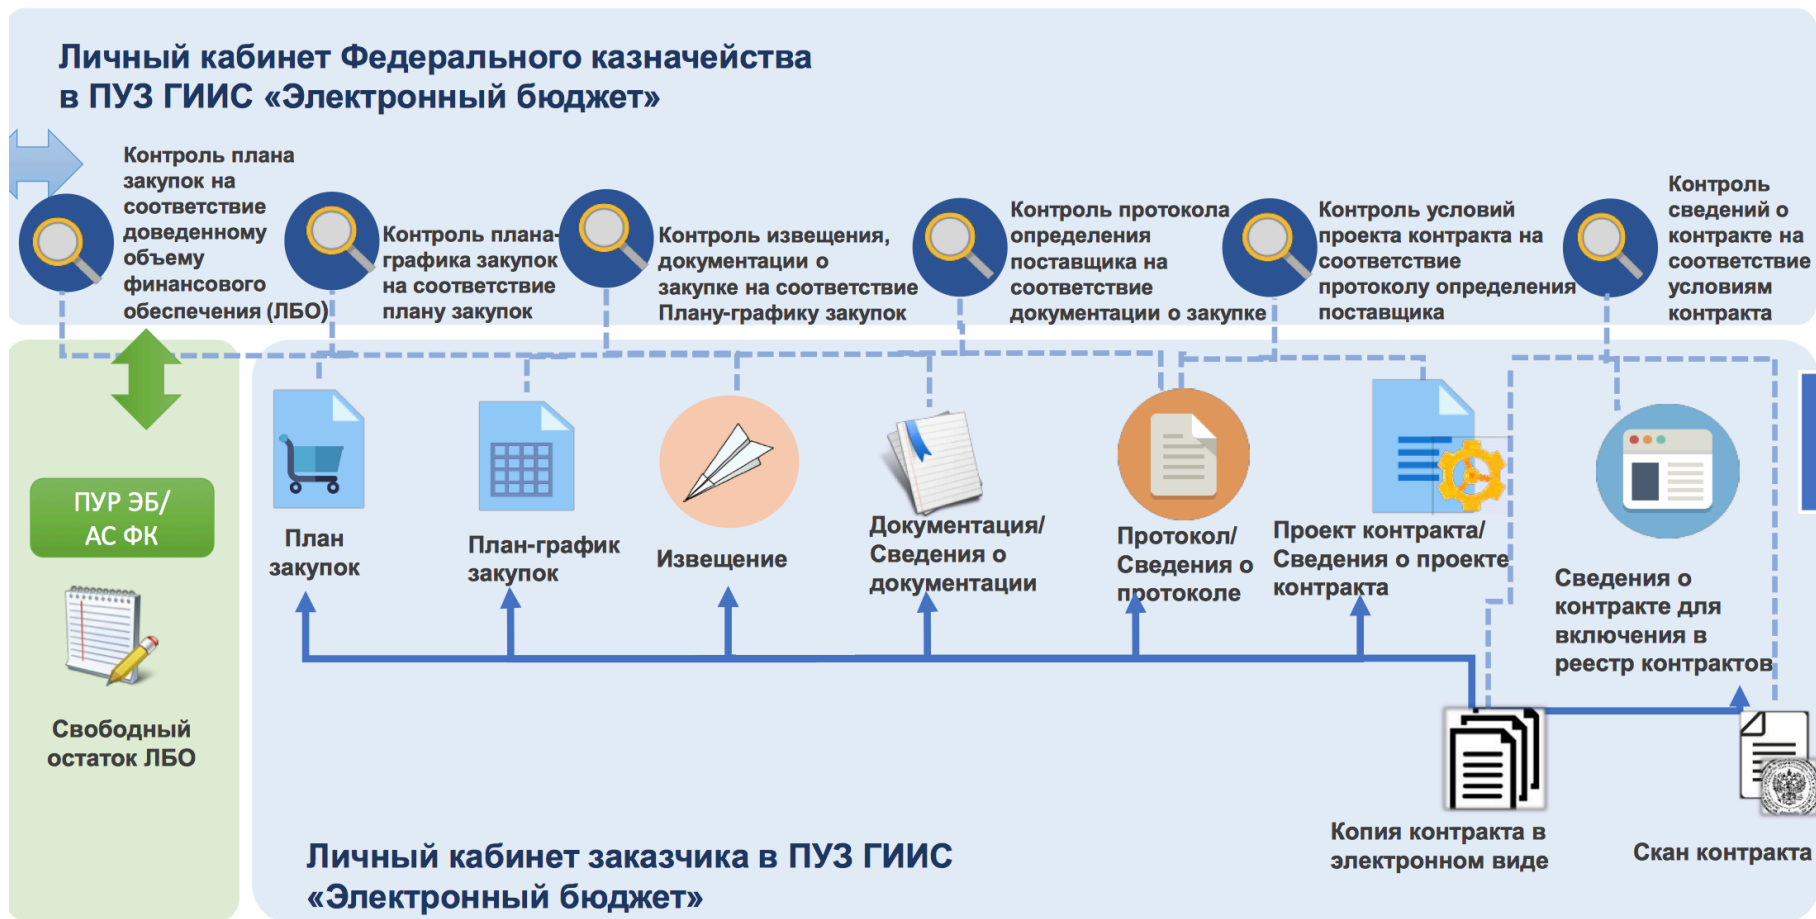 Личный кабинет Федерального казначейства
в ПУЗ ГИИС «Электронный бюджет»
Контроль плана
закупок на
соответствие
доведенному
объему
финансового
обеспечения (ЛБО)
Контроль плана-
графика закупок
на соответствие
плану закупок
Контроль извещения,
документации о
закупке на соответствие
Плану-графику закупок
Контроль протокола
определения
поставщика на
соответствие
документации о закупке
Контроль условий
проекта контракта на
соответствие
протоколу определения
поставщика
Контроль
сведений о
контракте на
соответствие
условиям
контракта
ПУР ЭБ/
АС ФК
Свободный
остаток ЛБО
План
закупок
План-график
закупок
Извещение
Документация/
Сведения о
документации
Протокол/
Сведения о
протоколе
Проект контракта/
Сведения о проекте
контракта
Сведения о
контракте для
включения в
реестр контрактов
Копия контракта в
электронном виде
Скан контракта
Личный кабинет заказчика в ПУЗ ГИИС
«Электронный бюджет»